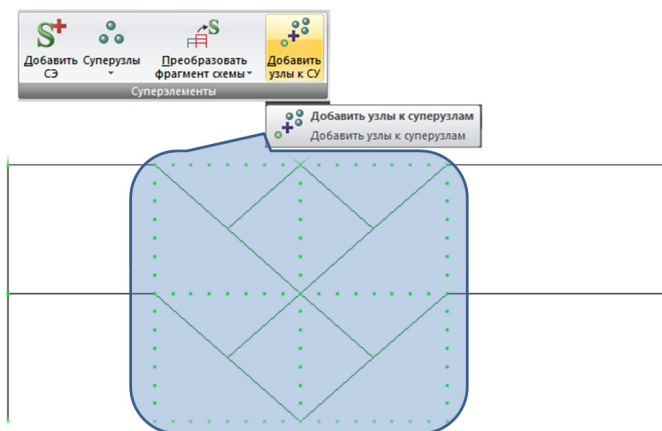 S+
S
Добавить Суперузлы Преобразовать Добавить
СЭ фрагмент схемы узлы к СУ
Суперэлементы
Добавить узлы к суперузлам
Добавить узлы к суперузлам